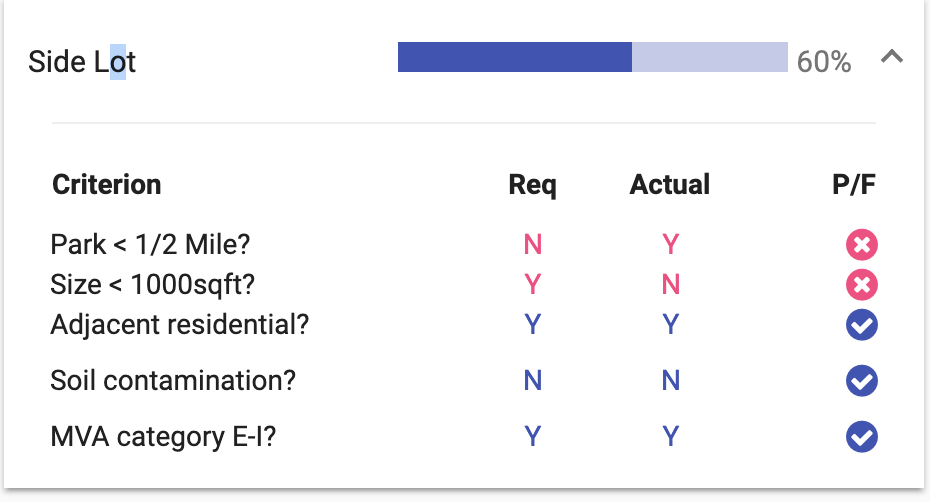 Side Lot 60%
Criterion Req Actual P/F
Park < 1/2 Mile? N Y
Size < 1000sqft? Y N
Adjacent residential? Y Y
Soil contamination? N N
MVA category E-I? Y Y